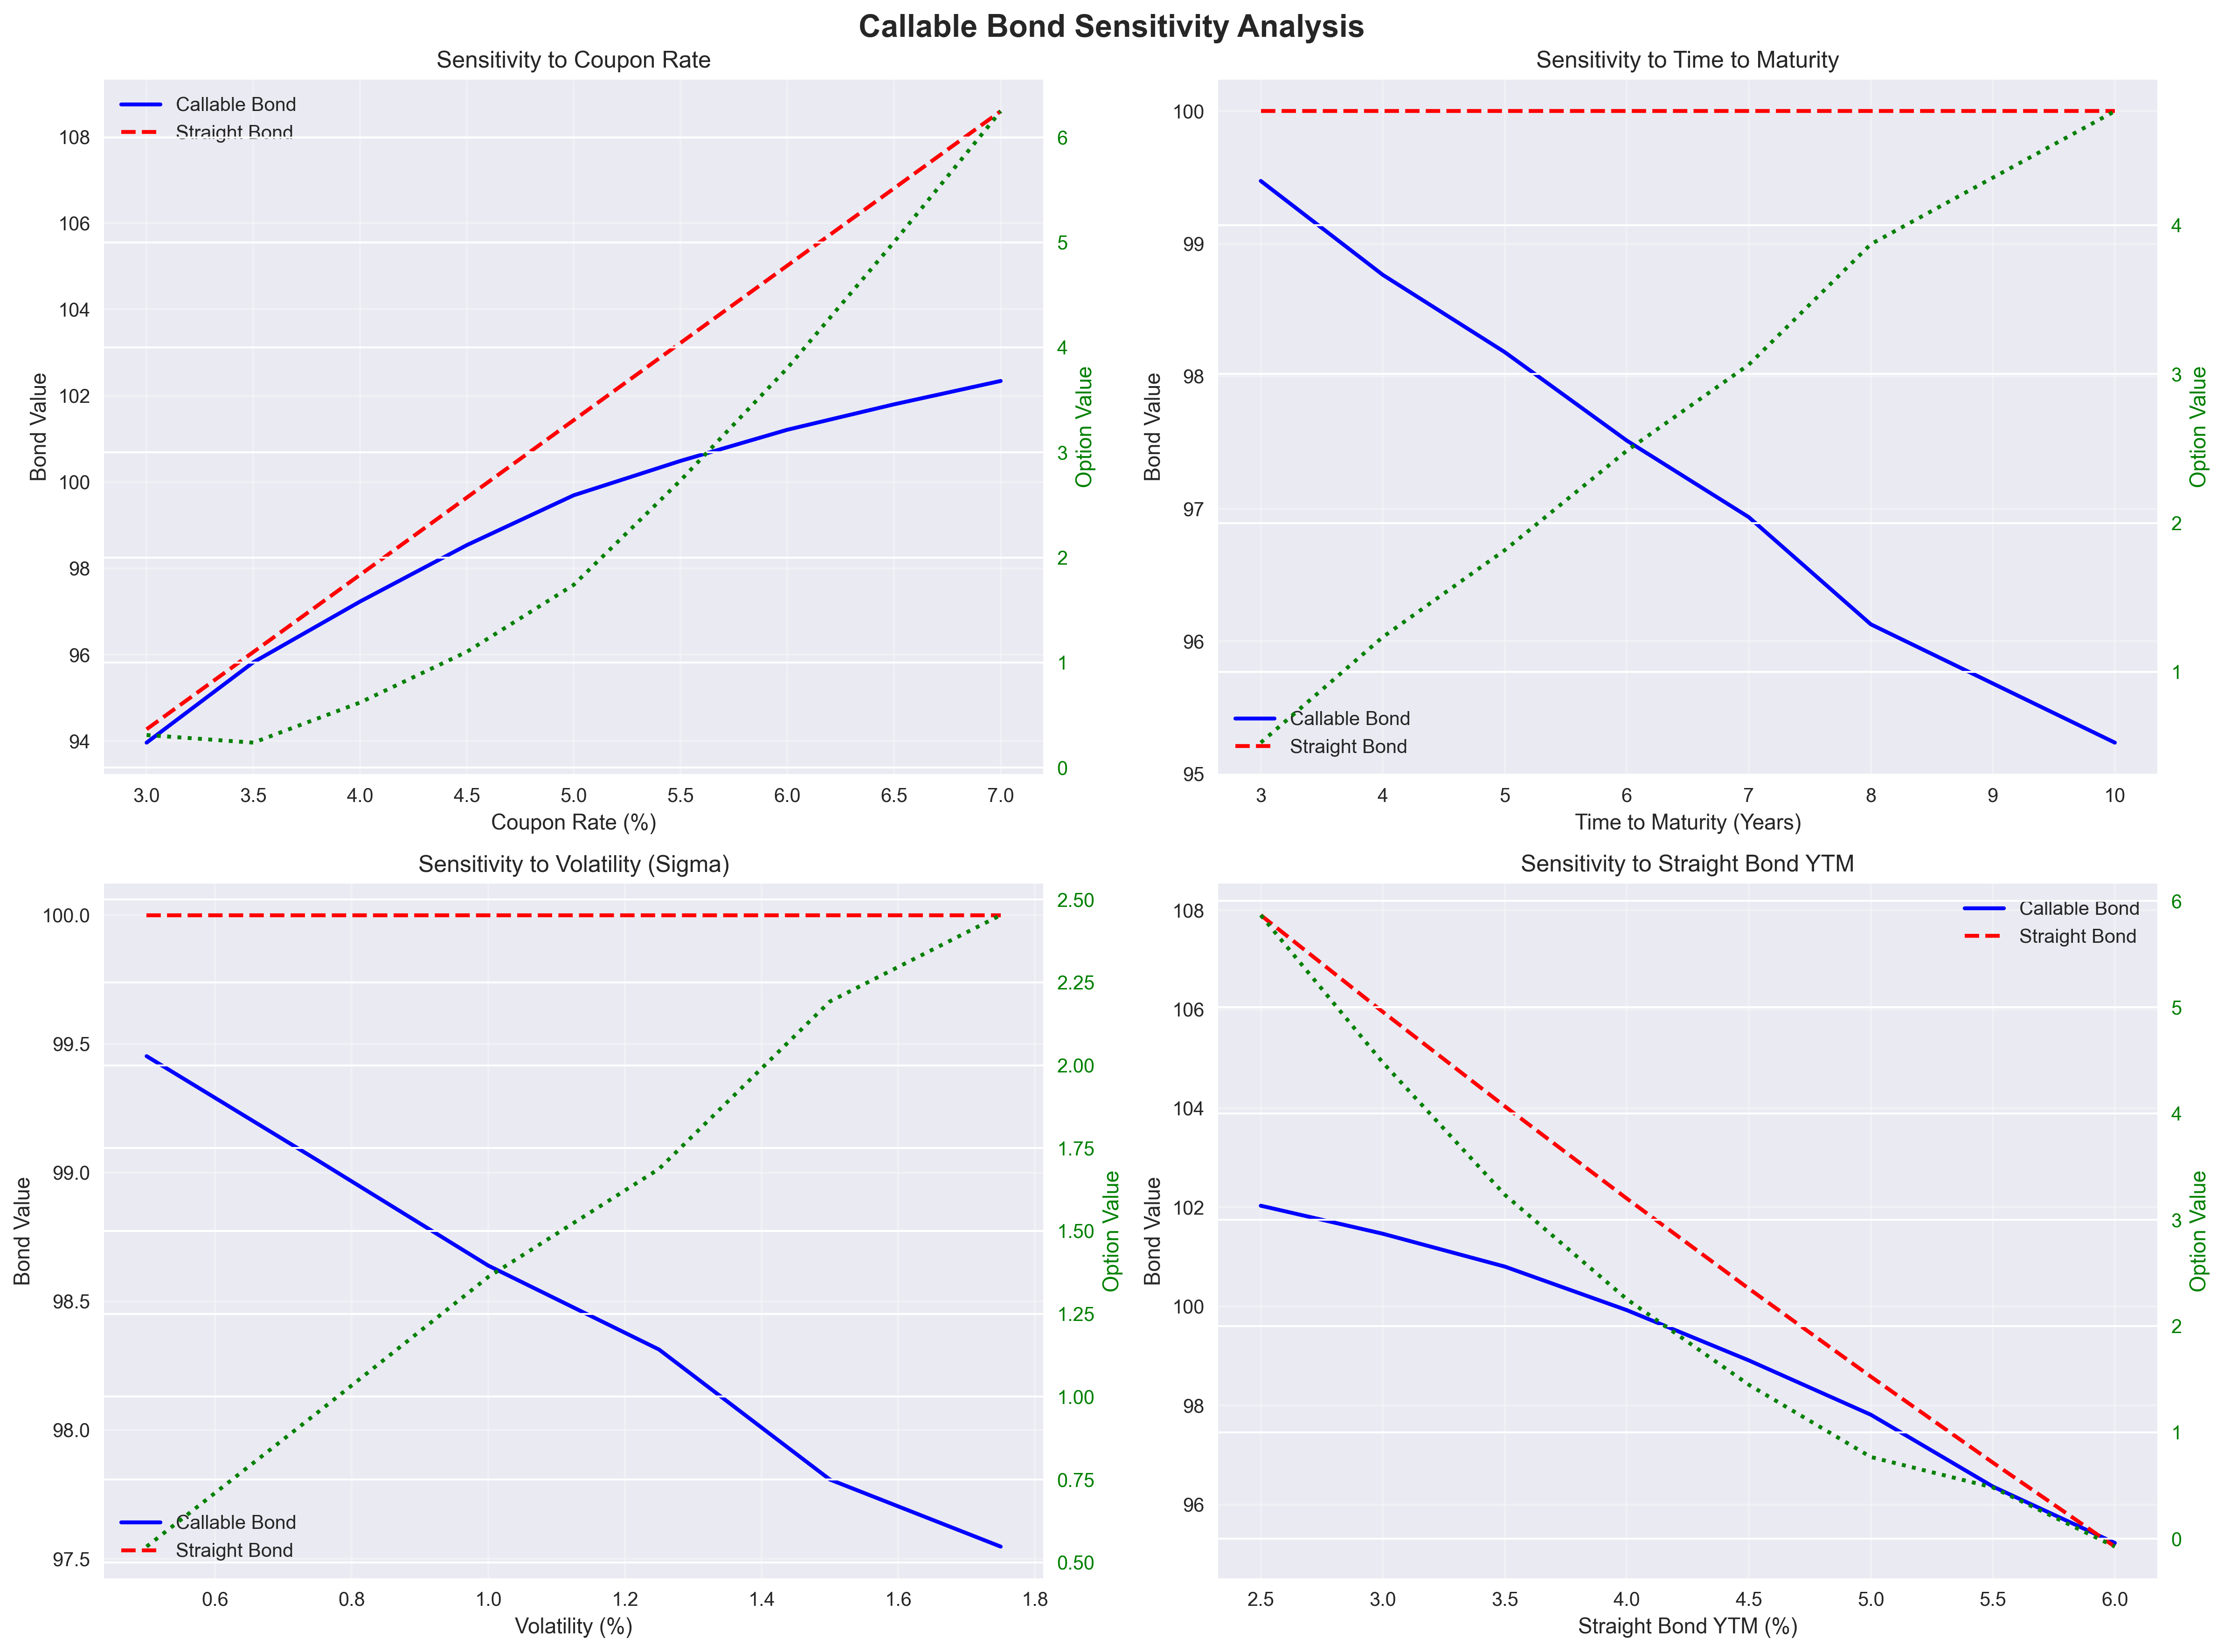 Callable Bond Sensitivity Analysis
Sensitivity to Coupon Rate
Callable Bond
Straight Bond
108
106
104
102
100
98
96
94
Bond Value
6
5
4
3
2
1
0
Option Value
3.0 3.5 4.0 4.5 5.0 5.5 6.0 6.5 7.0
Coupon Rate (%)
Sensitivity to Time to Maturity
100
99
98
97
96
95
Bond Value
4
3
2
1
Option Value
Callable Bond
Straight Bond
3 4 5 6 7 8 9 10
Time to Maturity (Years)
Sensitivity to Volatility (Sigma)
100.0
99.5
99.0
98.5
98.0
97.5
Bond Value
2.50
2.25
2.00
1.75
1.50
1.25
1.00
0.75
0.50
Option Value
Callable Bond
Straight Bond
0.6 0.8 1.0 1.2 1.4 1.6 1.8
Volatility (%)
Sensitivity to Straight Bond YTM
Callable Bond
Straight Bond
108
106
104
102
100
98
96
Bond Value
6
5
4
3
2
1
0
Option Value
2.5 3.0 3.5 4.0 4.5 5.0 5.5 6.0
Straight Bond YTM (%)